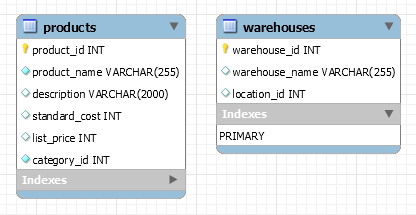 products
product_id INT
product_name VARCHAR(255)
description VARCHAR(2000)
standard_cost INT
list_price INT
category_id INT
Indexes
warehouses
warehouse_id INT
warehouse_name VARCHAR(255)
location_id INT
Indexes
PRIMARY